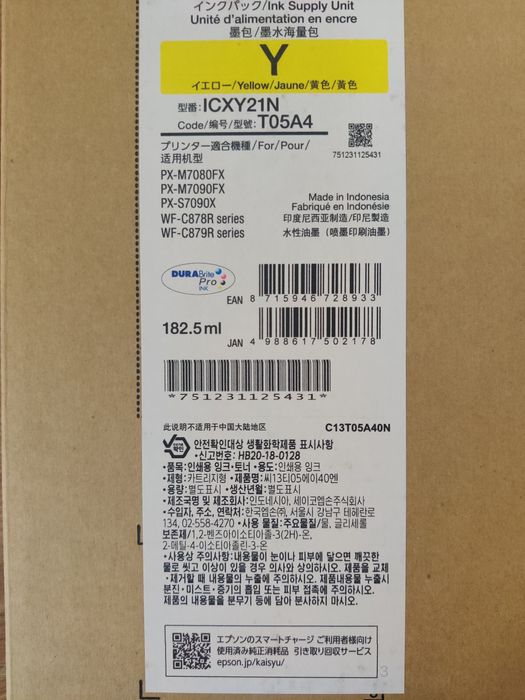 インクパック/Ink Supply Unit
Unité d'alimentation en encre
墨包/墨水海量包
Y
イエロー/Yellow/Jaune/黄色/黃色
型番: ICXY21N
Code/编号/型號: T05A4
751231125431
プリンター適合機種/For/Pour/
适用机型
PX-M7080FX
PX-M7090FX
PX-S7090X
WF-C878R series
WF-C879R series
Made in Indonesia
Fabriqué en Indonésie
印度尼西亚制造/印尼製造
水性油墨(喷墨印刷油墨)
DURABrite
Pro
INK
EAN 8 715946 728933
182.5 ml
JAN 4 988617 502178
*751231125431*
此说明不适用于中国大陆地区
C13T05A40N
안전확인대상 생활화학제품 표시사항
•신고번호: HB20-18-0128
•품목:인쇄용 잉크·토너 •용도:인쇄용 잉크
•제형:카트리지형 •제품명:씨13티05에이40엔
•용량:별도표시 •생산년월:별도표시
•제조국명 및 제조회사:인도네시아, 세이코엡손주식회사
•수입자, 주소, 연락처:한국엡손㈜, 서울시 강남구 테헤란로
134, 02-558-4270 •사용 물질:주요물질/물, 글리세롤
보존제/1,2-벤즈아이소티아졸-3(2H)-온,
2-메틸-4-이소티아졸린-3-온
•사용상 주의사항:내용물이 눈이나 피부에 닿으면 깨끗한
물로 씻고 이상이 있을 경우 의사와 상의하시오. 제품을 교체
•제거할 때 내용물의 누출에 주의하시오. 제품내용물 누출시
분진·미스트·증기의 흡입 또는 피부 접촉에 주의하시오.
제품의 내용물을 분무기 등에 담아 분사하지 마시오.
エプソンのスマートチャージ ご利用者様向け
使用済み純正消耗品 引き取り回収サービス
epson.jp/kaisyu/
3